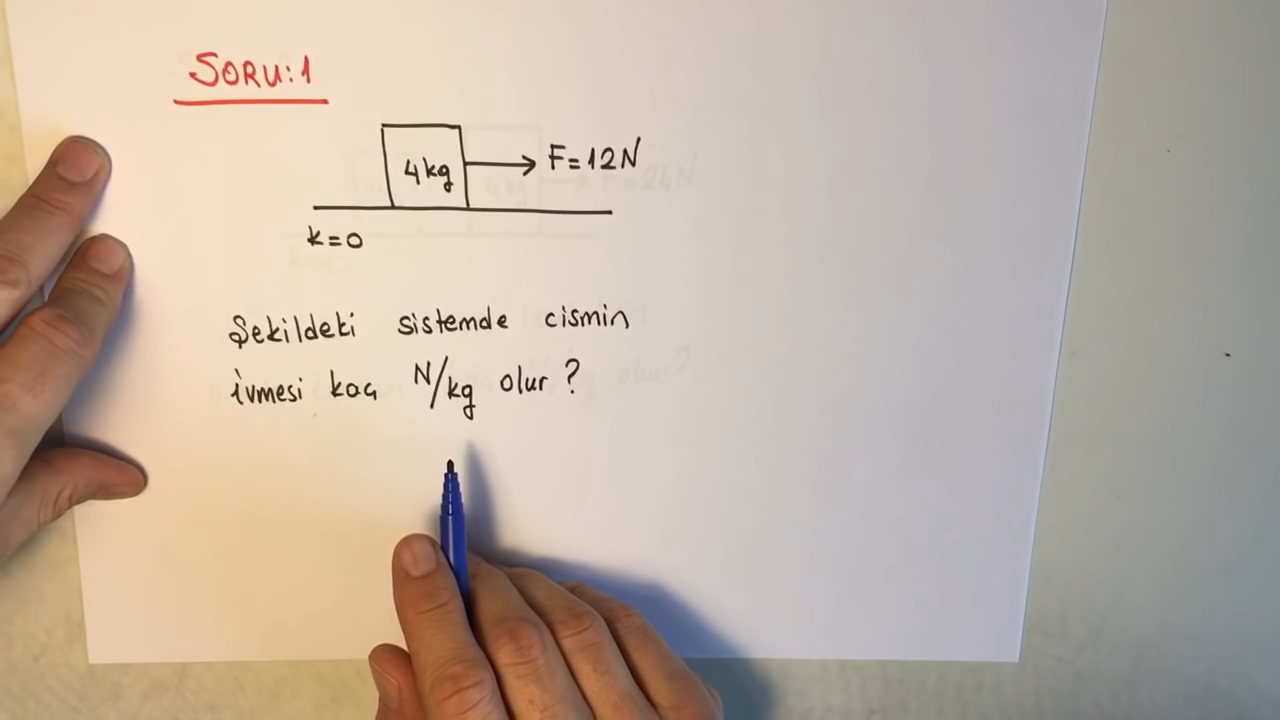 SORU:1
4kg
F=12N
k=0
Şekildeki sistemde cismin
ivmesi kaç N/kg olur?